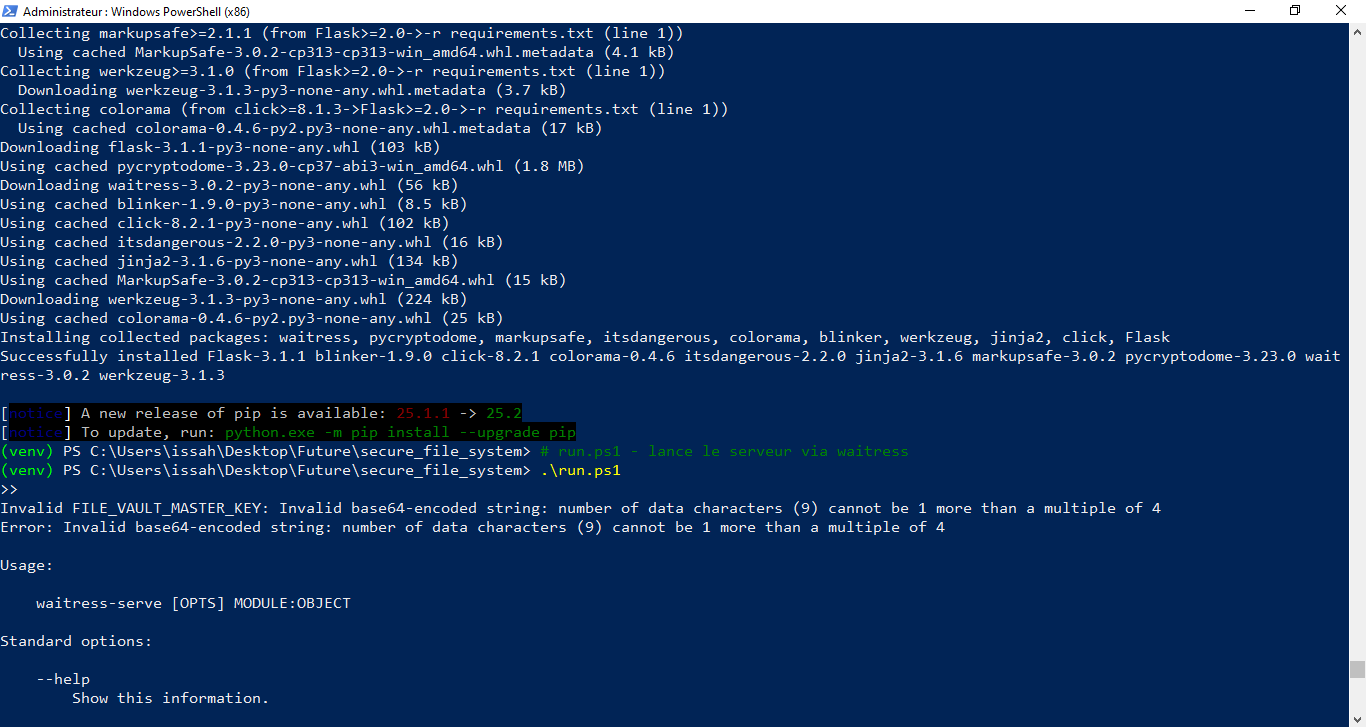 Administrateur : Windows PowerShell (x86)
Collecting markupsafe>=2.1.1 (from Flask>=2.0->-r requirements.txt (line 1))
  Using cached MarkupSafe-3.0.2-cp313-cp313-win_amd64.whl.metadata (4.1 kB)
Collecting werkzeug>=3.1.0 (from Flask>=2.0->-r requirements.txt (line 1))
  Downloading werkzeug-3.1.3-py3-none-any.whl.metadata (3.7 kB)
Collecting colorama (from click>=8.1.3->Flask>=2.0->-r requirements.txt (line 1))
  Using cached colorama-0.4.6-py2.py3-none-any.whl.metadata (17 kB)
Downloading flask-3.1.1-py3-none-any.whl (103 kB)
Using cached pycryptodome-3.23.0-cp37-abi3-win_amd64.whl (1.8 MB)
Downloading waitress-3.0.2-py3-none-any.whl (56 kB)
Using cached blinker-1.9.0-py3-none-any.whl (8.5 kB)
Using cached click-8.2.1-py3-none-any.whl (102 kB)
Using cached itsdangerous-2.2.0-py3-none-any.whl (16 kB)
Using cached jinja2-3.1.6-py3-none-any.whl (134 kB)
Using cached MarkupSafe-3.0.2-cp313-cp313-win_amd64.whl (15 kB)
Downloading werkzeug-3.1.3-py3-none-any.whl (224 kB)
Using cached colorama-0.4.6-py2.py3-none-any.whl (25 kB)
Installing collected packages: waitress, pycryptodome, markupsafe, itsdangerous, colorama, blinker, werkzeug, jinja2, click, Flask
Successfully installed Flask-3.1.1 blinker-1.9.0 click-8.2.1 colorama-0.4.6 itsdangerous-2.2.0 jinja2-3.1.6 markupsafe-3.0.2 pycryptodome-3.23.0 wait
ress-3.0.2 werkzeug-3.1.3
[notice] A new release of pip is available: 25.1.1 -> 25.2
[notice] To update, run: python.exe -m pip install --upgrade pip
(venv) PS C:\Users\issah\Desktop\Future\secure_file_system> # run.ps1 - lance le serveur via waitress
(venv) PS C:\Users\issah\Desktop\Future\secure_file_system> .\run.ps1
>>
Invalid FILE_VAULT_MASTER_KEY: Invalid base64-encoded string: number of data characters (9) cannot be 1 more than a multiple of 4
Error: Invalid base64-encoded string: number of data characters (9) cannot be 1 more than a multiple of 4
Usage:
    waitress-serve [OPTS] MODULE:OBJECT
Standard options:
    --help
        Show this information.